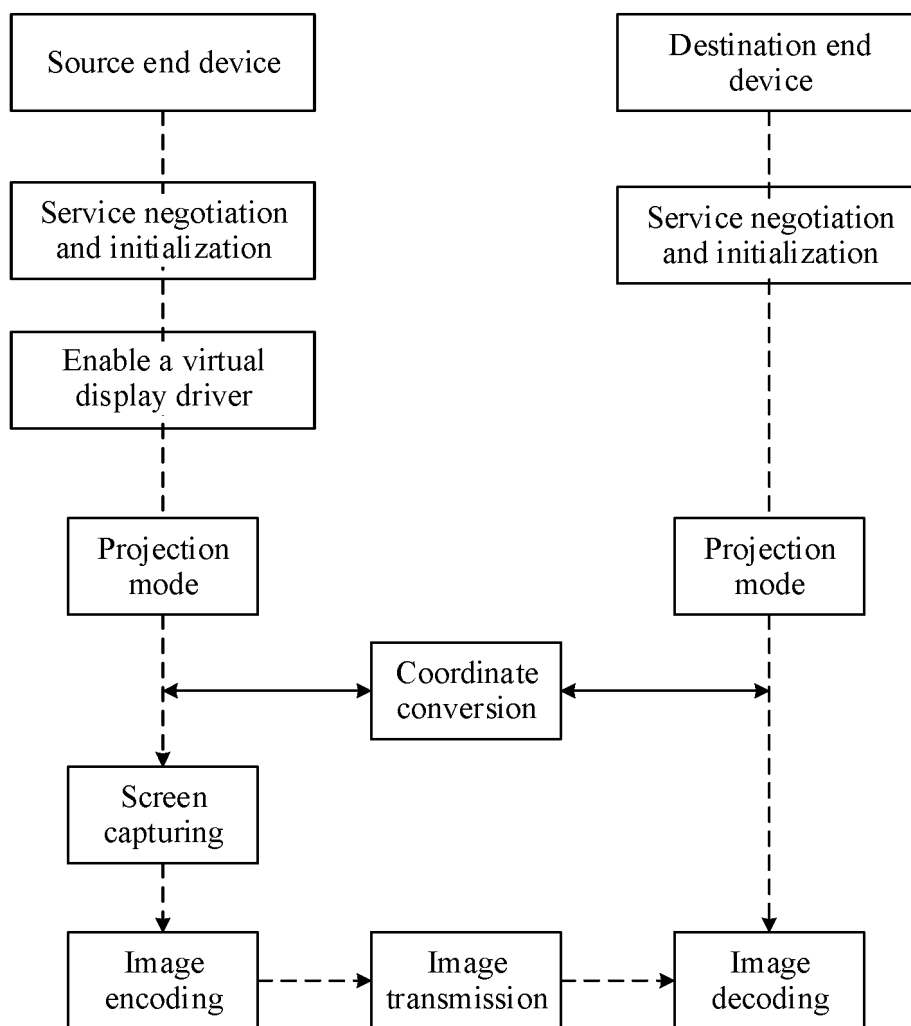 Source end device
Destination end
device
Service negotiation
and initialization
Service negotiation
and initialization
Enable a virtual
display driver
Projection
mode
Projection
mode
Coordinate
conversion
Screen
capturing
Image
encoding
Image
transmission
Image
decoding